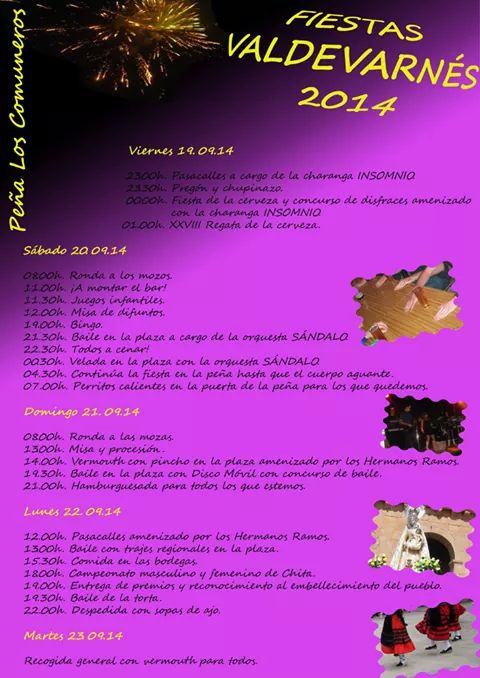 Peña Los Comuneros
FIESTAS
VALDEVARNÉS
2014
Viernes 19.09.14
23.00h. Pasacalles a cargo de la charanga INSOMNIO.
23.30h. Pregón y chupinazo.
00.00h. Fiesta de la cerveza y concurso de disfraces amenizado
con la charanga INSOMNIO.
01.00h. XXVIII Regata de la cerveza.
Sábado 20.09.14
08.00h. Ronda a los mozos.
11.00h. ¡A montar el bar!
11.30h. Juegos infantiles.
12.00h. Misa de difuntos.
19.00h. Bingo.
21.30h. Baile en la plaza a cargo de la orquesta SÁNDALO.
22.30h. Todos a cenar!
00.30h. Velada en la plaza con la orquesta SÁNDALO.
04.30h. Continúa la fiesta en la peña hasta que el cuerpo aguante.
07.00h. Perritos calientes en la puerta de la peña para los que quedemos.
Domingo 21.09.14
08.00h. Ronda a las mozas.
13.00h. Misa y procesión.
14.00h. Vermouth con pincho en la plaza amenizado por los Hermanos Ramos.
19.30h. Baile en la plaza con Disco Móvil con concurso de baile.
21.00h. Hamburguesada para todos los que estemos.
Lunes 22.09.14
12.00h. Pasacalles amenizado por los Hermanos Ramos.
13.00h. Baile con trajes regionales en la plaza.
15.30h. Comida en las bodegas.
18.00h. Campeonato masculino y femenino de Chita.
19.00h. Entrega de premios y reconocimiento al embellecimiento del pueblo.
19.30h. Baile de la torta.
22.00h. Despedida con sopas de ajo.
Martes 23.09.14
Recogida general con vermouth para todos.